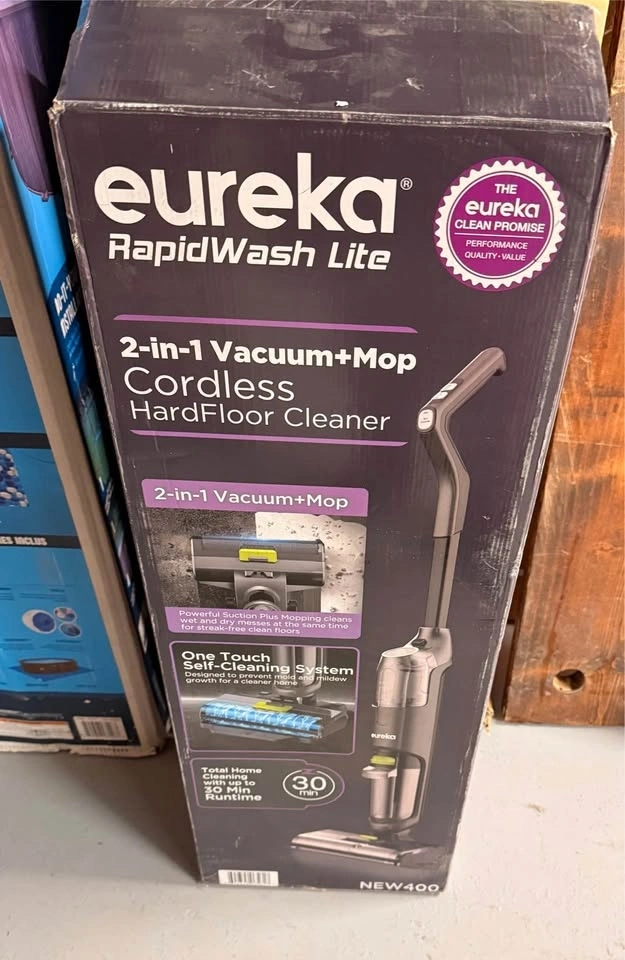 eureka®
RapidWash Lite
THE
eureka
CLEAN PROMISE
PERFORMANCE
QUALITY • VALUE
2-in-1 Vacuum+Mop
Cordless
HardFloor Cleaner
2-in-1 Vacuum+Mop
Powerful Suction Plus Mopping cleans
wet and dry messes at the same time
for streak-free clean floors
One Touch
Self-Cleaning System
Designed to prevent mold and mildew
growth for a cleaner home
Total Home
Cleaning
with up to
30 Min
Runtime
30
min
eureka
NEW400
INCLUS